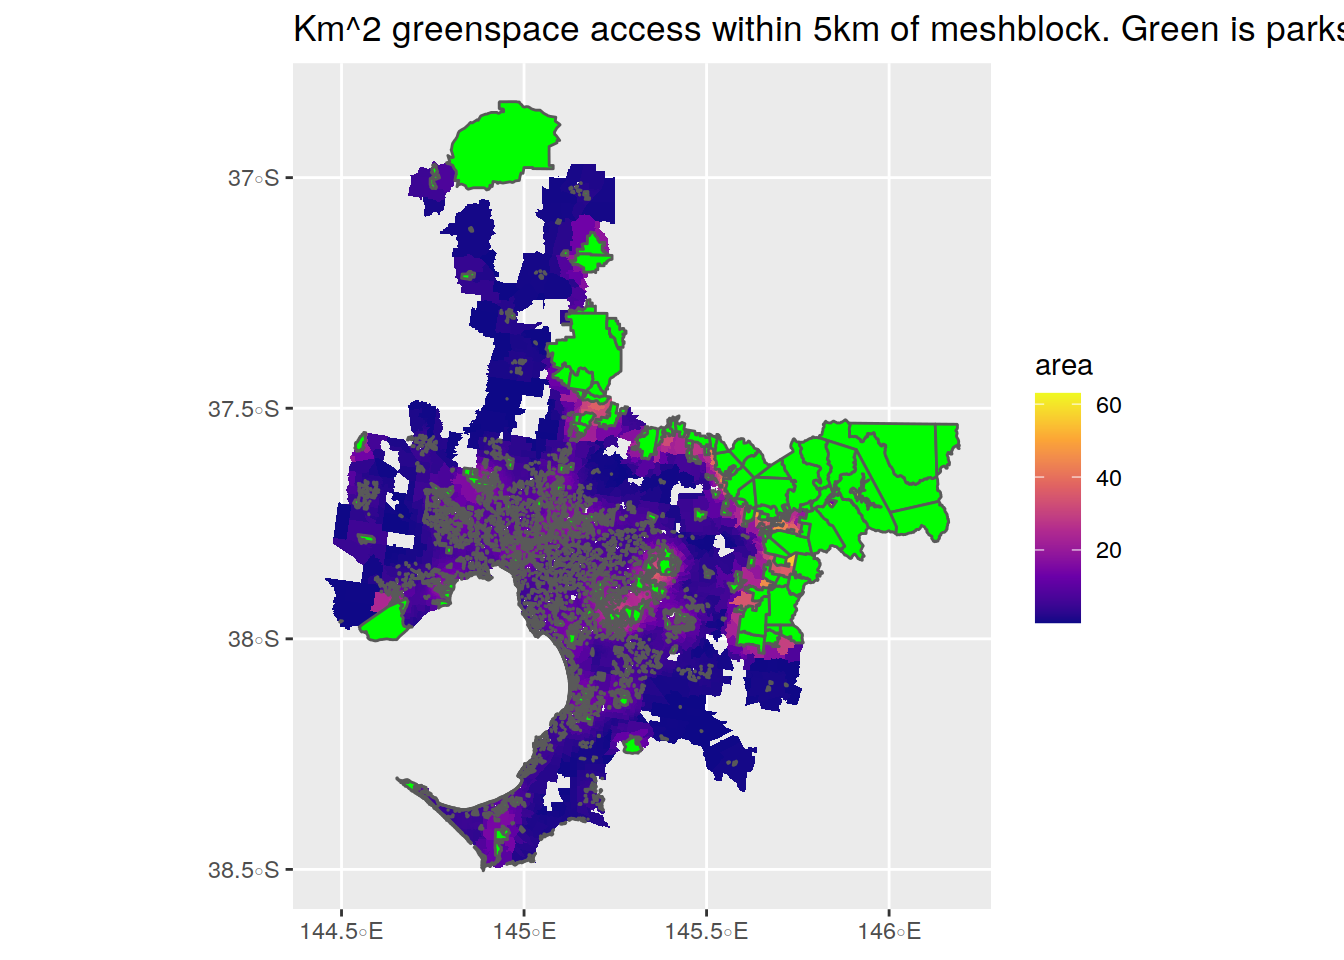 Km^2 greenspace access within 5km of meshblock. Green is parks
37○S
37.5○S
38○S
38.5○S
144.5○E
145○E
145.5○E
146○E
area
60
40
20